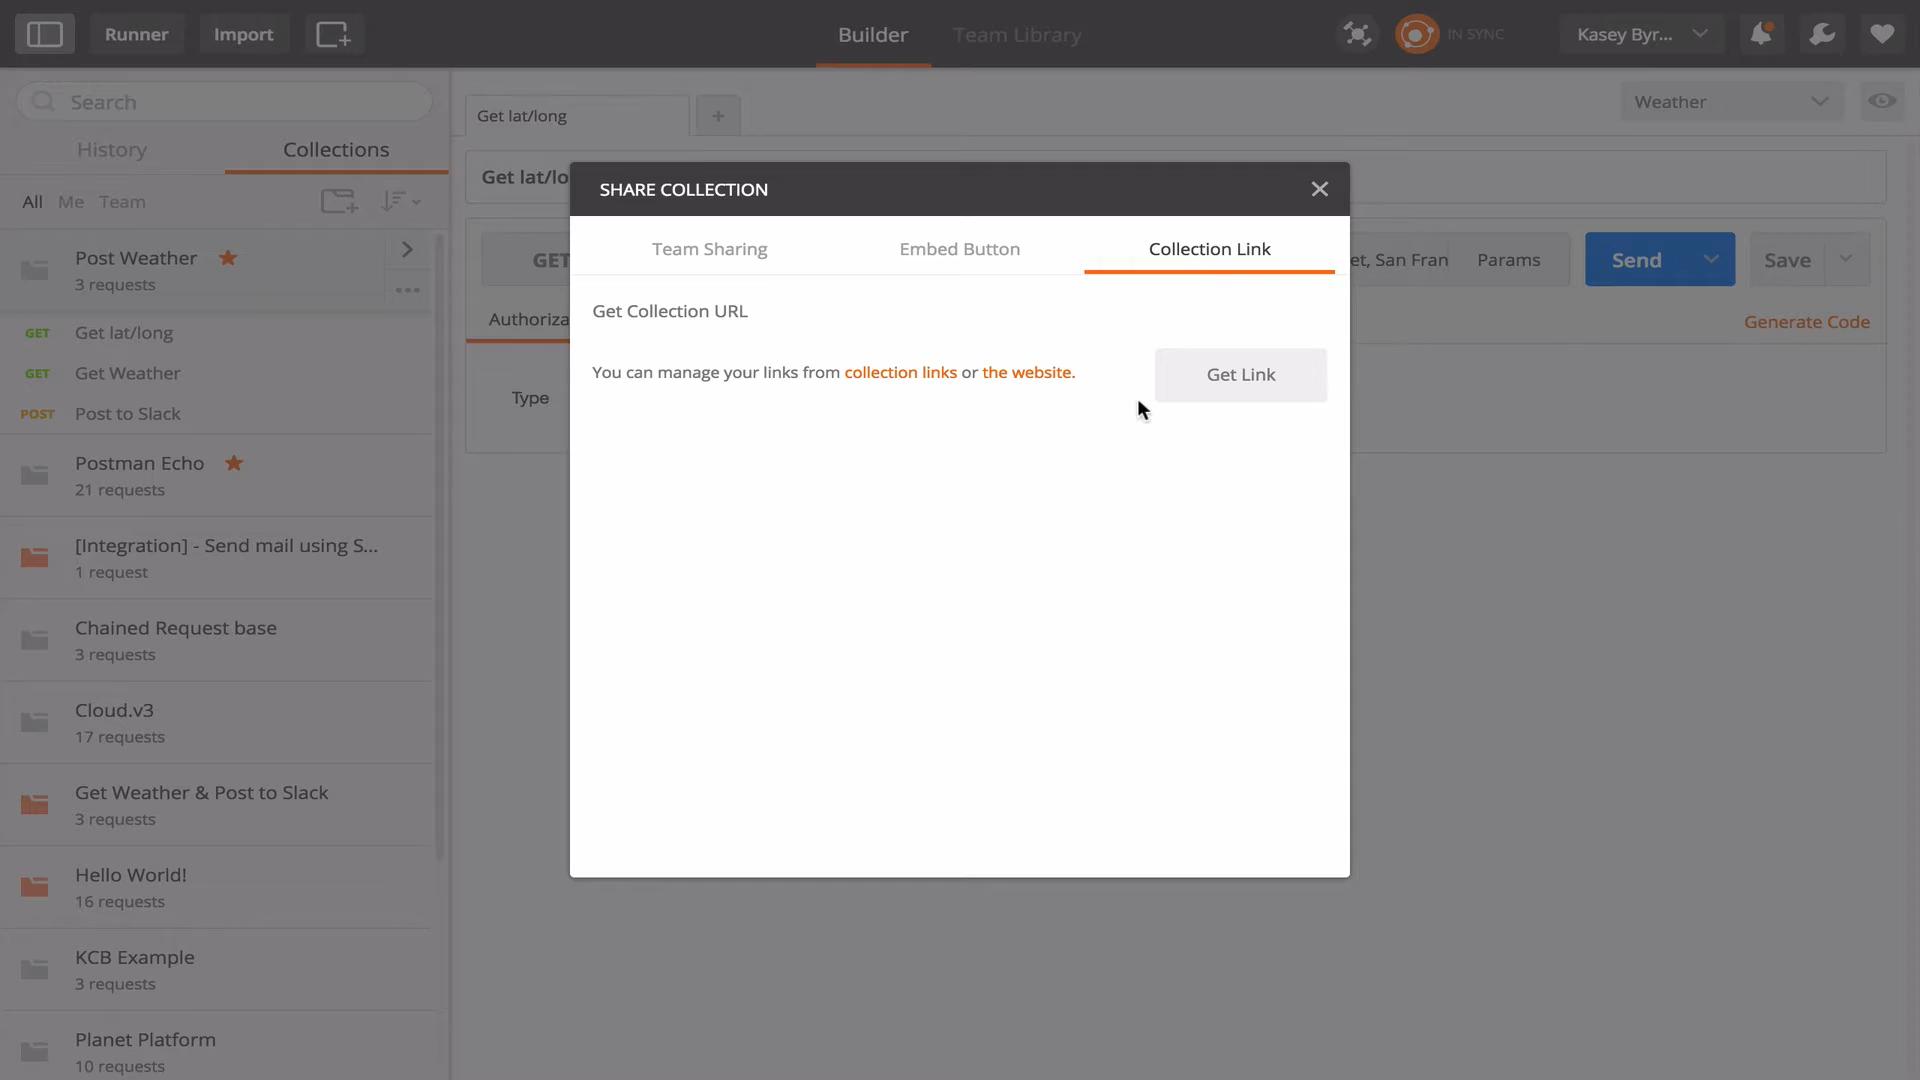 Runner
Import
Builder
Team Library
IN SYNC
Kasey Byr...
Search
History
Collections
All
Me
Team
Post Weather
3 requests
GET
Get lat/long
GET
Get Weather
POST
Post to Slack
Postman Echo
21 requests
[Integration] - Send mail using S...
1 request
Chained Request base
3 requests
Cloud.v3
17 requests
Get Weather & Post to Slack
3 requests
Hello World!
16 requests
KCB Example
3 requests
Planet Platform
10 requests
Get lat/long
+
Weather
Get lat/lo
GET
et, San Fran
Params
Send
Save
Authoriza
Generate Code
Type
SHARE COLLECTION
Team Sharing
Embed Button
Collection Link
Get Collection URL
You can manage your links from collection links or the website.
Get Link